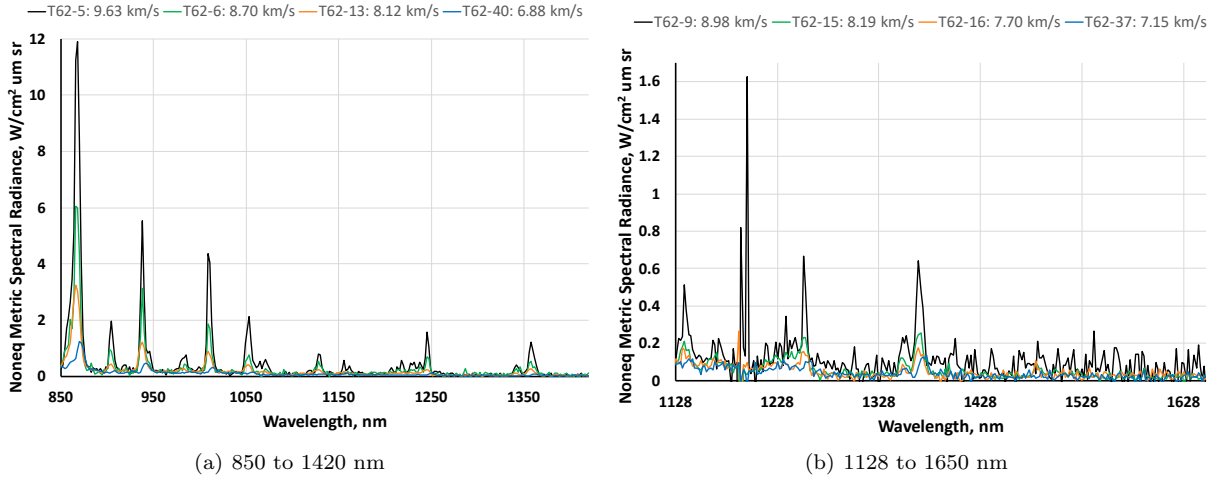 T62-5: 9.63 km/s T62-6: 8.70 km/s T62-13: 8.12 km/s T62-40: 6.88 km/s
Noneq Metric Spectral Radiance, W/cm² um sr
12
10
8
6
4
2
0
850 950 1050 1150 1250 1350
Wavelength, nm
(a) 850 to 1420 nm
T62-9: 8.98 km/s T62-15: 8.19 km/s T62-16: 7.70 km/s T62-37: 7.15 km/s
Noneq Metric Spectral Radiance, W/cm² um sr
1.6
1.4
1.2
1
0.8
0.6
0.4
0.2
0
1128 1228 1328 1428 1528 1628
Wavelength, nm
(b) 1128 to 1650 nm